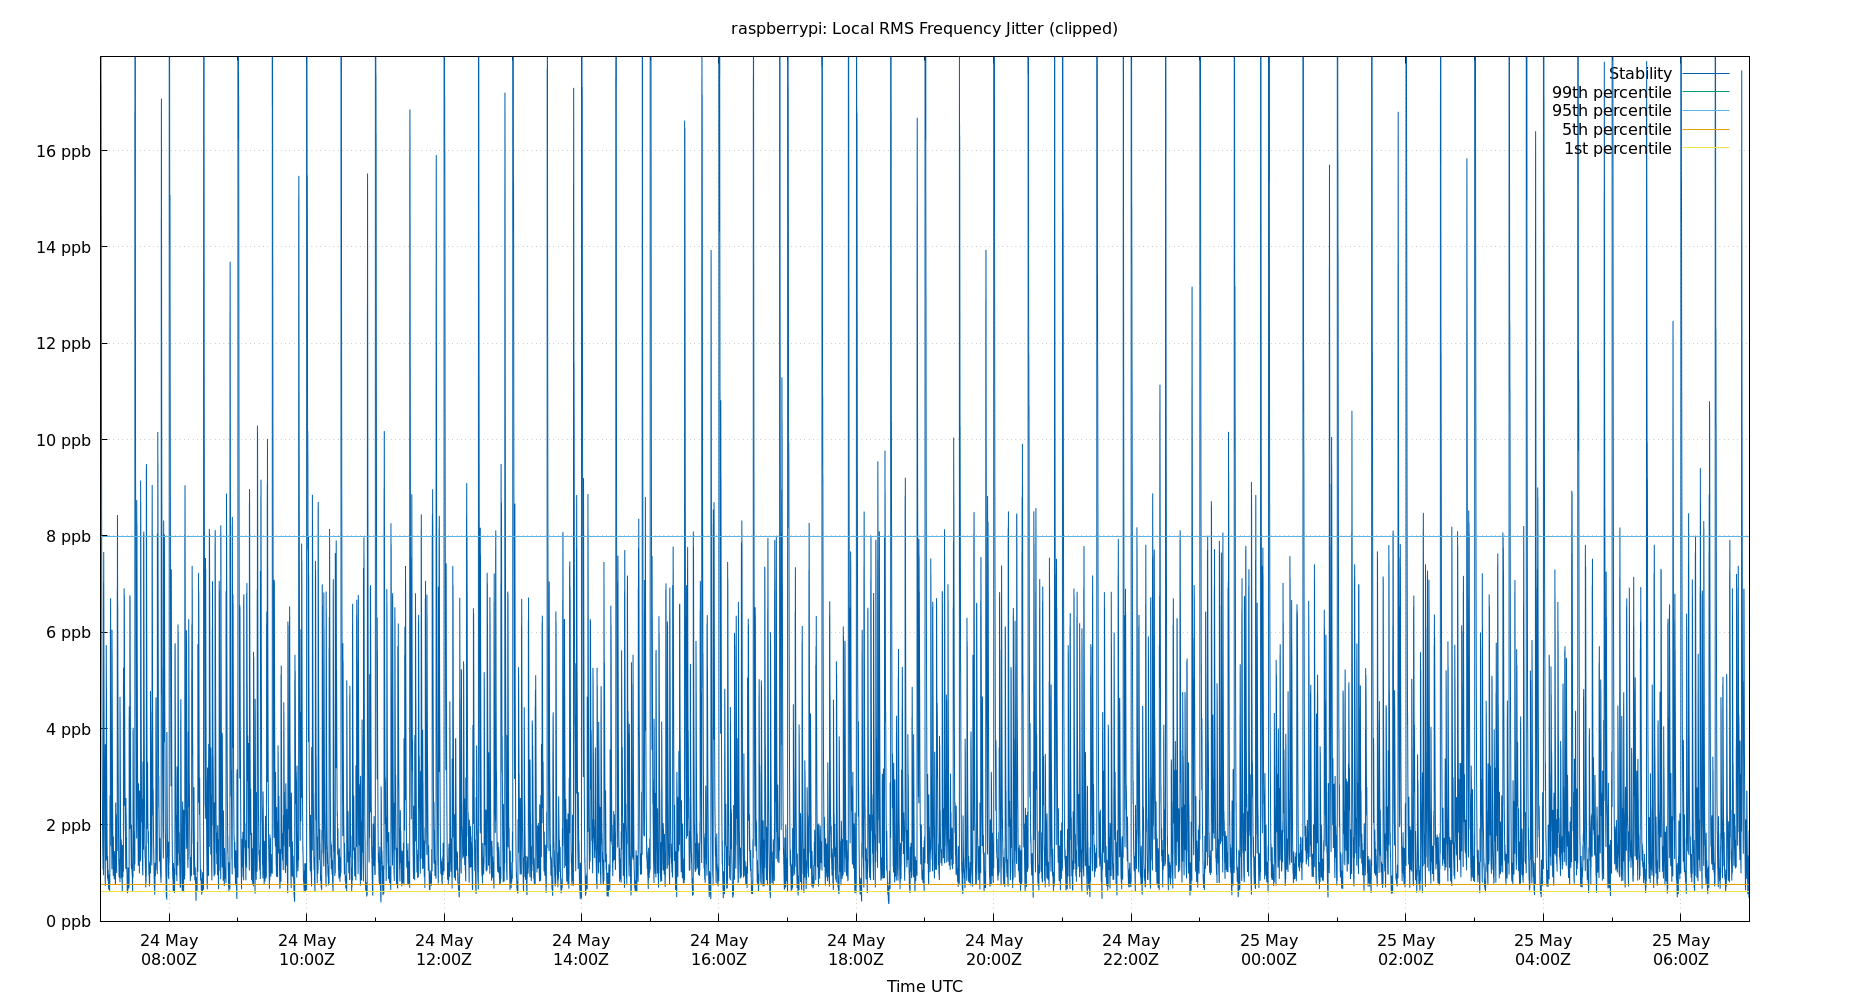 raspberrypi: Local RMS Frequency Jitter (clipped)
Stability
99th percentile
95th percentile
5th percentile
1st percentile
16 ppb
14 ppb
12 ppb
10 ppb
8 ppb
6 ppb
4 ppb
2 ppb
0 ppb
24 May 24 May 24 May 24 May 24 May 24 May 24 May 24 May 25 May 25 May 25 May 25 May
08:00Z 10:00Z 12:00Z 14:00Z 16:00Z 18:00Z 20:00Z 22:00Z 00:00Z 02:00Z 04:00Z 06:00Z
Time UTC